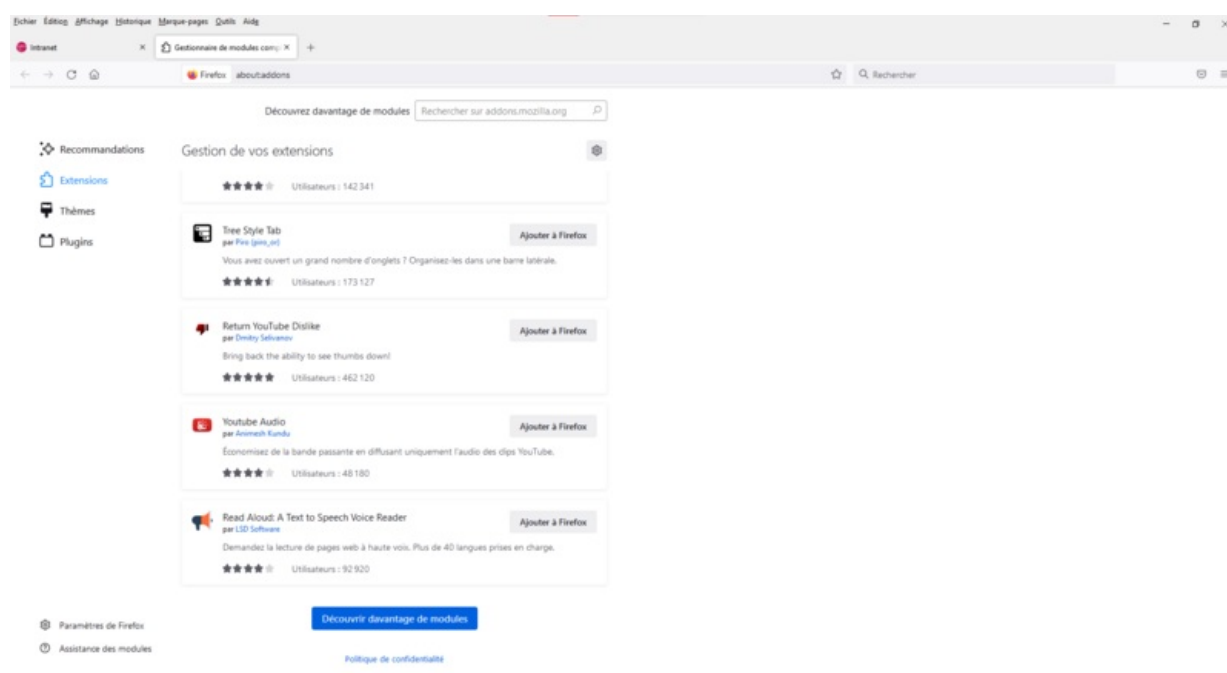 Fichier Édition Affichage Historique Marque-pages Outils Aide
Intranet × Gestionnaire de modules comp × +
Firefox about:addons Rechercher
Découvrez davantage de modules Rechercher sur addons.mozilla.org
Recommandations
Extensions
Thèmes
Plugins
Gestion de vos extensions
Utilisateurs : 142 341
Tree Style Tab Ajouter à Firefox
par Piro (piro_or)
Vous avez ouvert un grand nombre d'onglets ? Organisez-les dans une barre latérale.
Utilisateurs : 173 127
Return YouTube Dislike Ajouter à Firefox
par Dmitry Selivanov
Bring back the ability to see thumbs down!
Utilisateurs : 462 120
Youtube Audio Ajouter à Firefox
par Animesh Kundu
Économisez de la bande passante en diffusant uniquement l'audio des clips YouTube.
Utilisateurs : 48 180
Read Aloud: A Text to Speech Voice Reader Ajouter à Firefox
par LSD Software
Demandez la lecture de pages web à haute voix. Plus de 40 langues prises en charge.
Utilisateurs : 92 920
Découvrir davantage de modules
Politique de confidentialité
Paramètres de Firefox
Assistance des modules